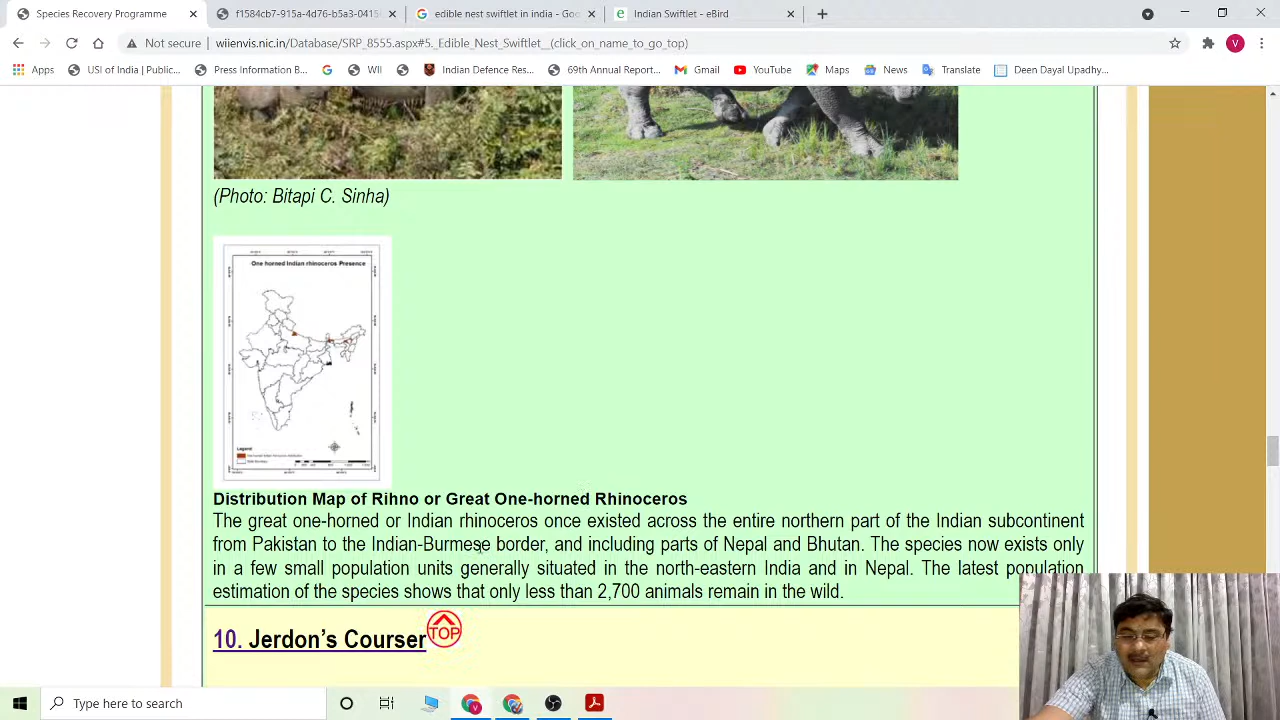 Species Recovery Programme
f1584cb7-915a-4d76-b5a3-0415
edible nest swiftlet in india - Goo
Indian Swiftlet - eBird
Not secure
wiienvis.nic.in/Database/SRP_8555.aspx#5._Edible_Nest_Swiftlet_ (click_on_name_to_go_top)
V
Apps
USI of India | Public...
Press Information B...
WII
Indian Defence Res...
69th Annual Report...
Gmail
YouTube
Maps
News
Translate
Deen Dayal Upadhy...
(Photo: Bitapi C. Sinha)
One horned Indian rhinoceros Presence
Legend
Distribution Map of Rihno or Great One-horned Rhinoceros
The great one-horned or Indian rhinoceros once existed across the entire northern part of the Indian subcontinent
from Pakistan to the Indian-Burmese border, and including parts of Nepal and Bhutan. The species now exists only
in a few small population units generally situated in the north-eastern India and in Nepal. The latest population
estimation of the species shows that only less than 2,700 animals remain in the wild.
10. Jerdon's Courser
TOP
Type here to search